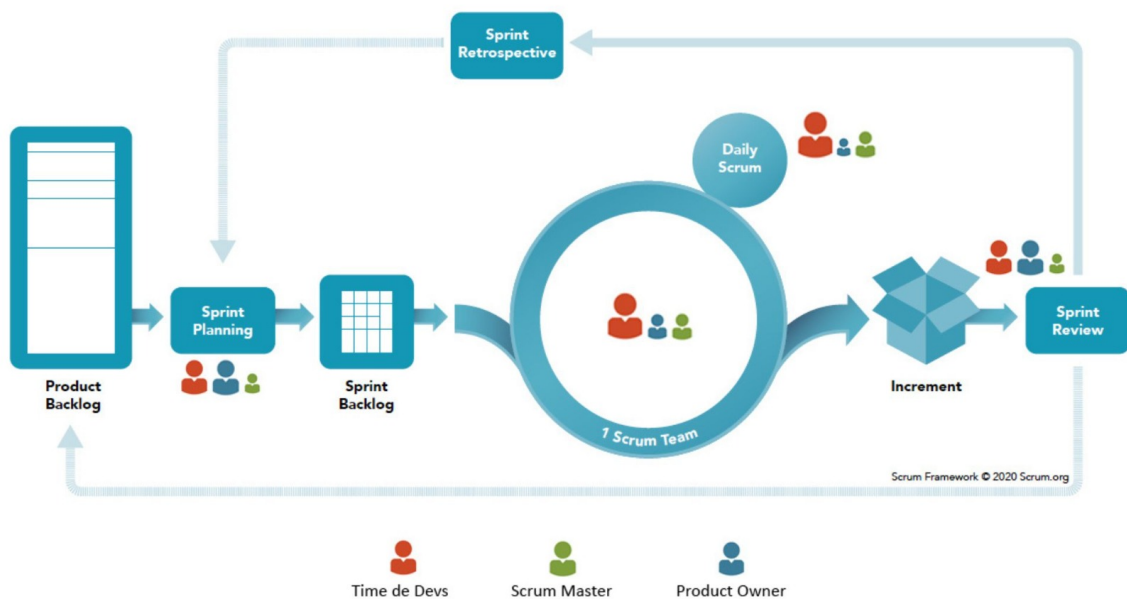 Sprint
Retrospective
Daily
Scrum
Sprint
Planning
Sprint
Review
Product
Backlog
Sprint
Backlog
Increment
1 Scrum Team
Scrum Framework © 2020 Scrum.org
Time de Devs
Scrum Master
Product Owner